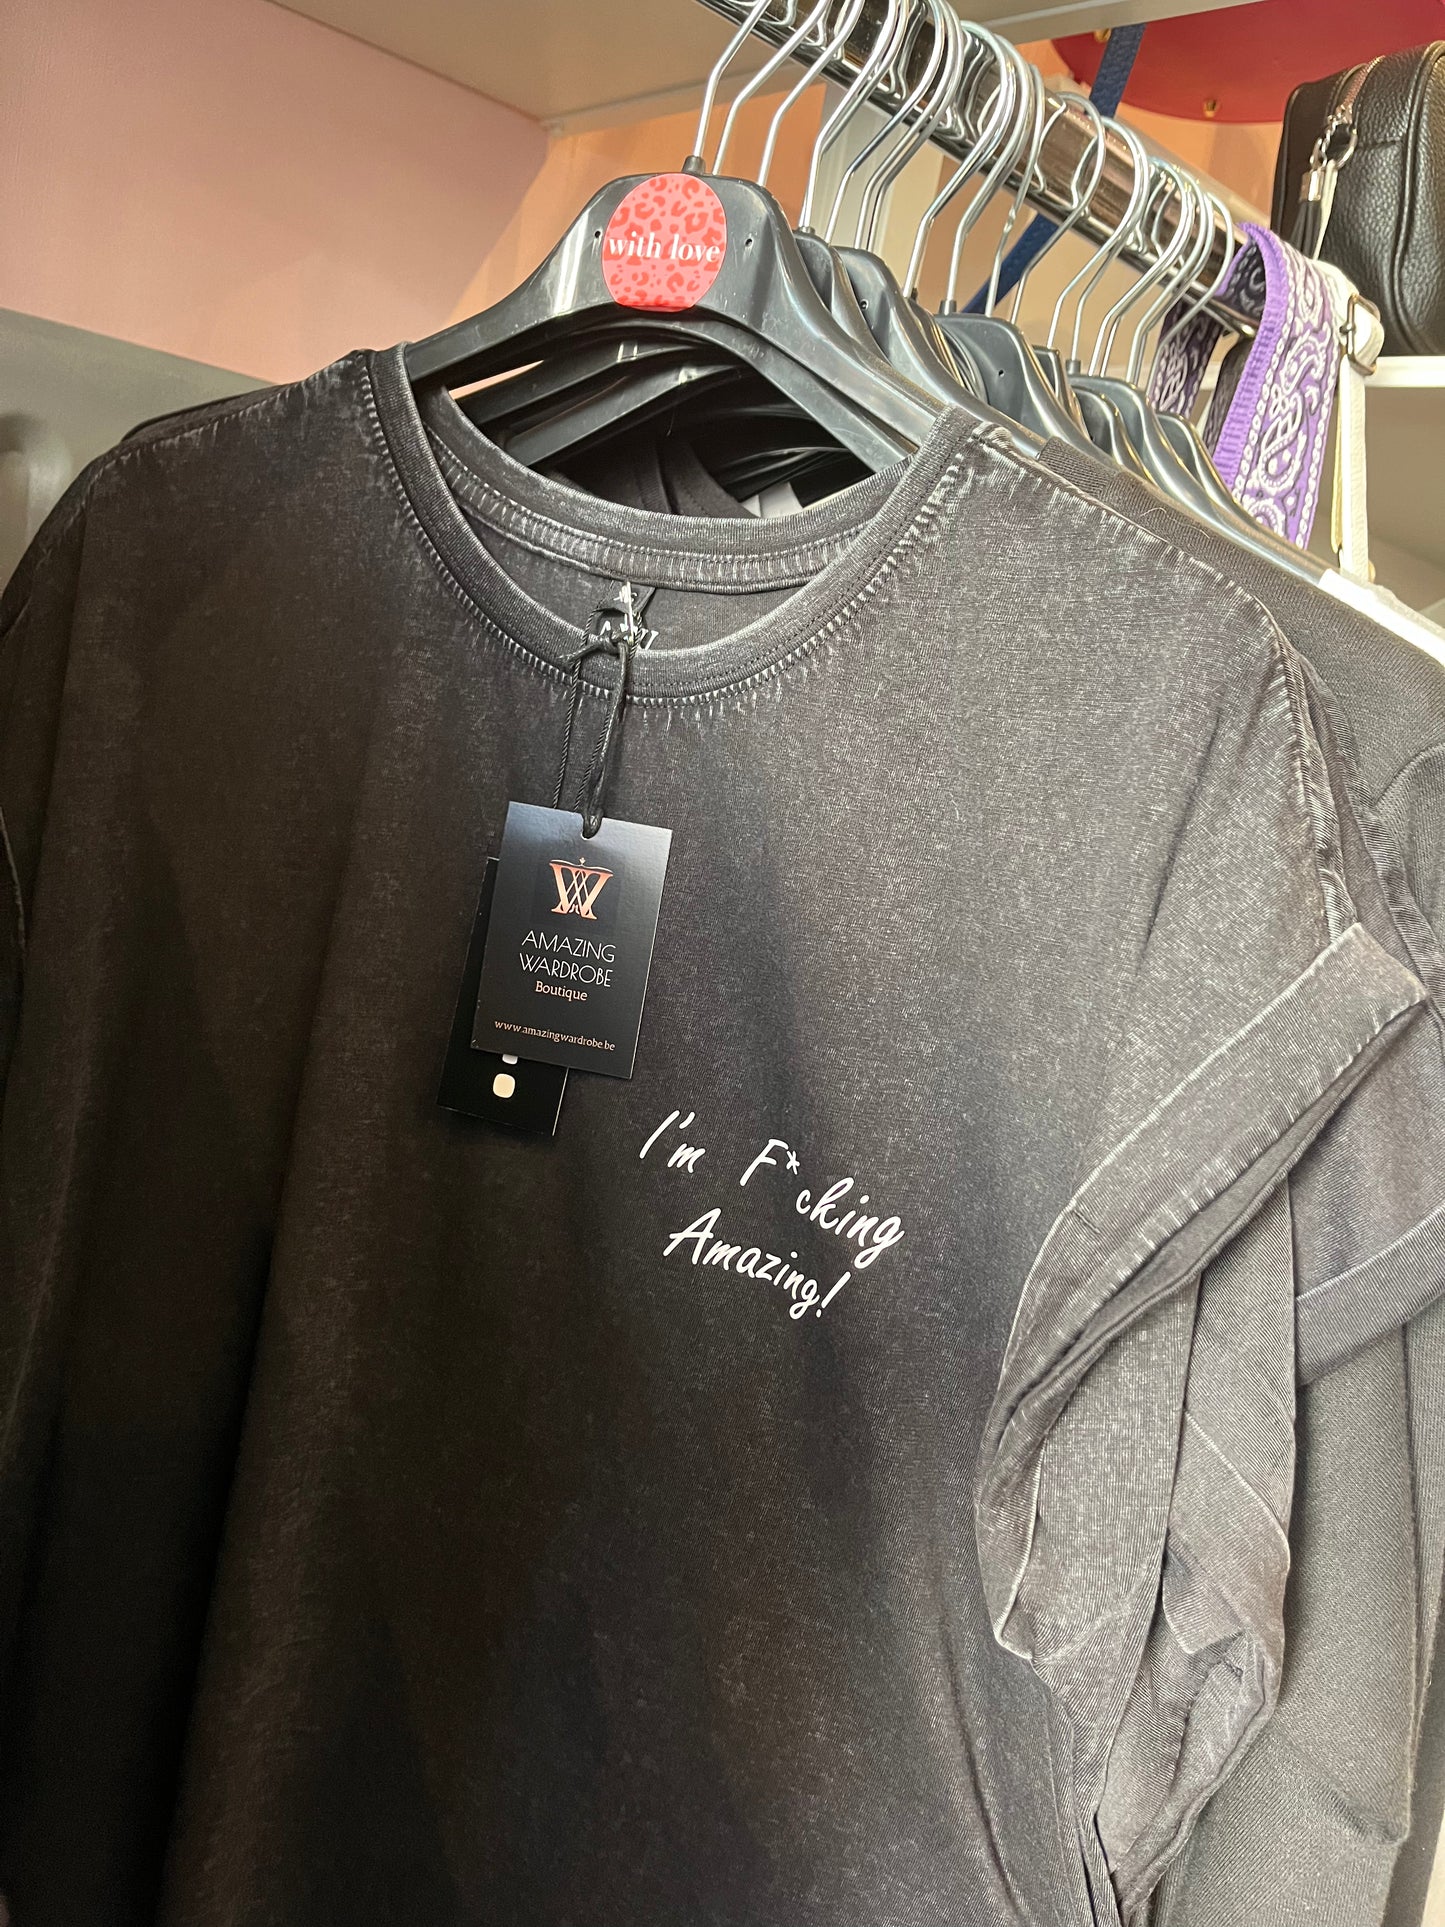 with love
AMAZING
WARDROBE
Boutique
www.amazingwardrobe.be
I'm F*cking
Amazing!